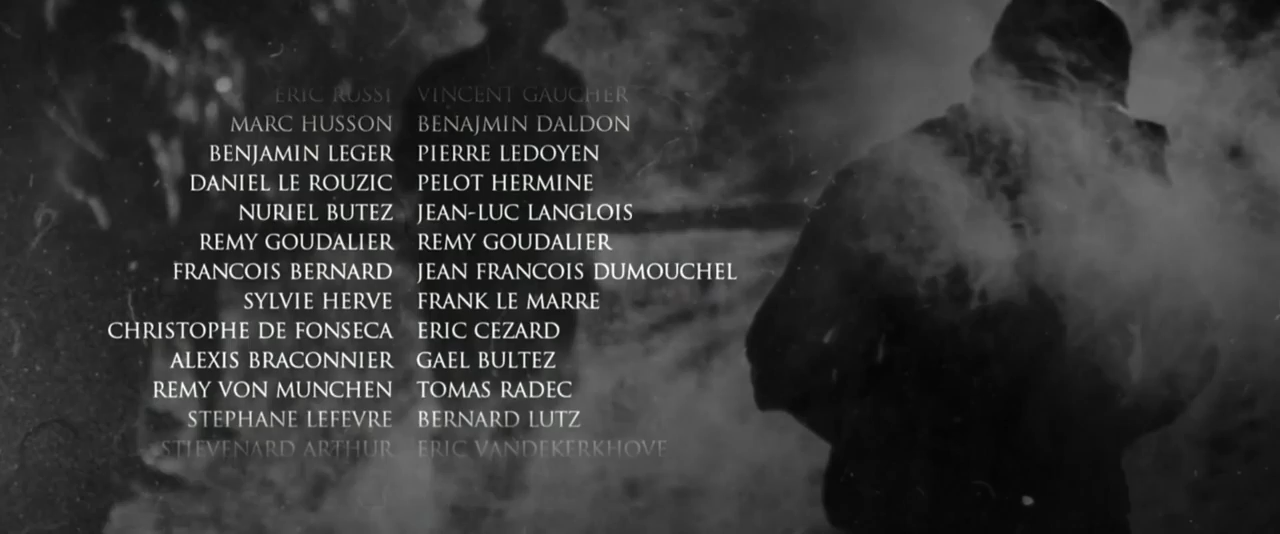 ERIC RUSSI VINCENT GAUCHER
MARC HUSSON BENAJMIN DALDON
BENJAMIN LEGER PIERRE LEDOYEN
DANIEL LE ROUZIC PELOT HERMINE
NURIEL BUTEZ JEAN-LUC LANGLOIS
REMY GOUDALIER REMY GOUDALIER
FRANCOIS BERNARD JEAN FRANCOIS DUMOUCHEL
SYLVIE HERVE FRANK LE MARRE
CHRISTOPHE DE FONSECA ERIC CEZARD
ALEXIS BRACONNIER GAEL BULTEZ
REMY VON MUNCHEN TOMAS RADEC
STEPHANE LEFEVRE BERNARD LUTZ
STIEVENARD ARTHUR ERIC VANDEKERKHOVE